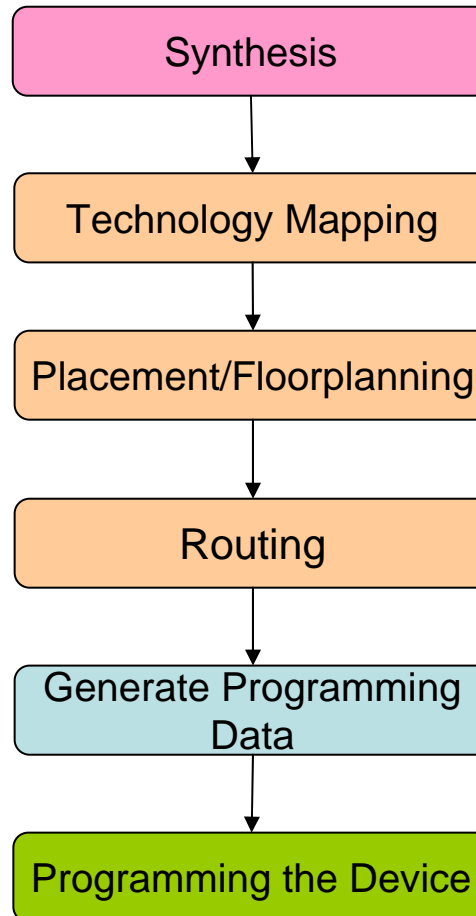 Synthesis
Technology Mapping
Placement/Floorplanning
Routing
Generate Programming
Data
Programming the Device